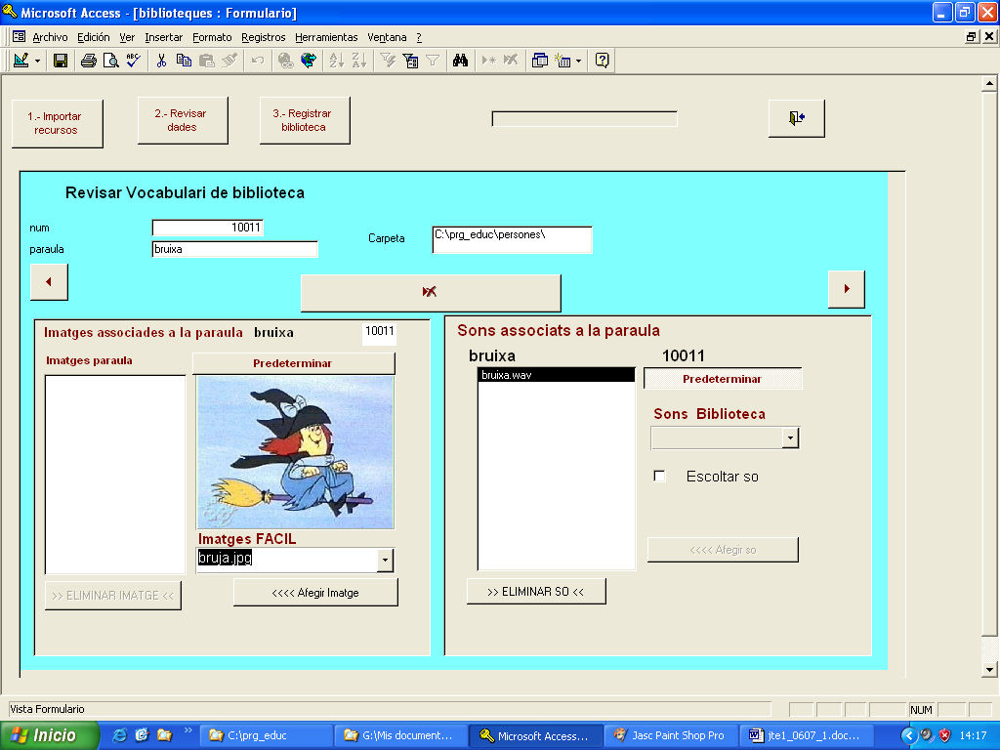 Microsoft Access - [biblioteques : Formulario]
Archivo Edición Ver Insertar Formato Registros Herramientas Ventana ?
1.- Importar
recursos
2.- Revisar
dades
3.- Registrar
biblioteca
Revisar Vocabulari de biblioteca
num 10011
paraula bruixa
Carpeta C:\prg_educ\persones\
Imatges associades a la paraula bruixa 10011
Imatges paraula
Predeterminar
Imatges FACIL
bruja.jpg
>> ELIMINAR IMATGE <<
<<<< Afegir Imatge
Sons associats a la paraula
bruixa 10011
bruixa.wav
Predeterminar
Sons Biblioteca
Escoltar so
<<<< Afegir so
>> ELIMINAR SO <<
Vista Formulario NUM
Inicio » C:\prg_educ G:\Mis document... Microsoft Access... Jasc Paint Shop Pro jte1_0607_1.doc... 14:17